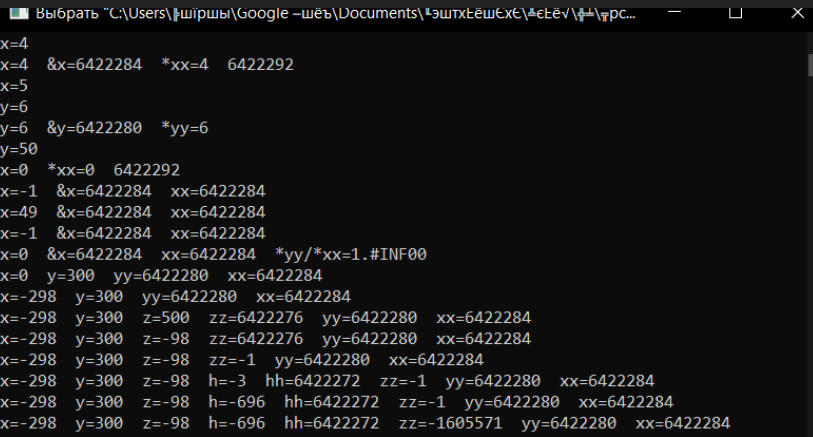 Выбрать "C:\Users\╠шїршы\Google –шёъ\Documents\
x=4
x=4  &x=6422284  *xx=4  6422292
x=5
y=6
y=6  &y=6422280  *yy=6
y=50
x=0  *xx=0  6422292
x=-1  &x=6422284  xx=6422284
x=49  &x=6422284  xx=6422284
x=-1  &x=6422284  xx=6422284
x=0  &x=6422284  xx=6422284  *yy/*xx=1.#INF00
x=0  y=300  yy=6422280  xx=6422284
x=-298  y=300  yy=6422280  xx=6422284
x=-298  y=300  z=500  zz=6422276  yy=6422280  xx=6422284
x=-298  y=300  z=-98  zz=6422276  yy=6422280  xx=6422284
x=-298  y=300  z=-98  zz=-1  yy=6422280  xx=6422284
x=-298  y=300  z=-98  h=-3  hh=6422272  zz=-1  yy=6422280  xx=6422284
x=-298  y=300  z=-98  h=-696  hh=6422272  zz=-1  yy=6422280  xx=6422284
x=-298  y=300  z=-98  h=-696  hh=6422272  zz=-1605571  yy=6422280  xx=6422284